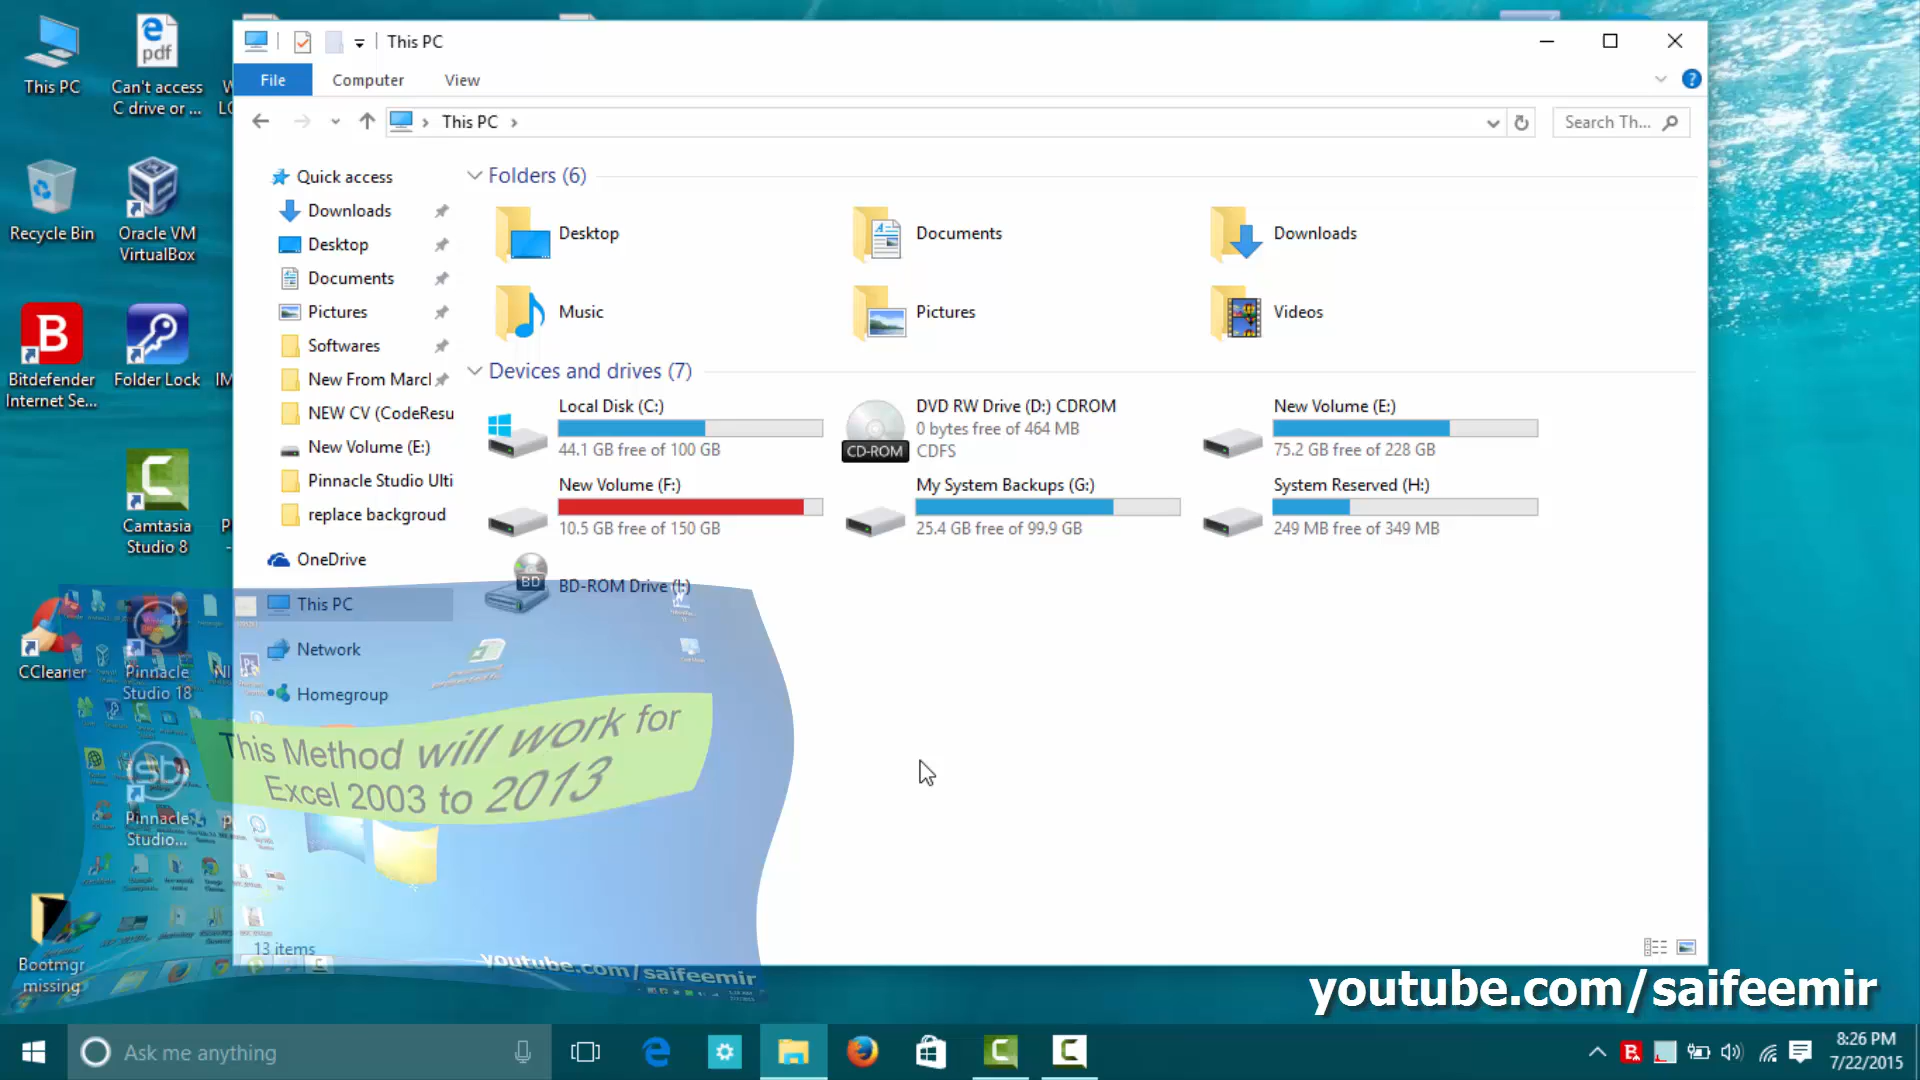 This PC
File
Computer
View
This PC
Search Th...
Quick access
Downloads
Desktop
Documents
Pictures
Softwares
New From Marcl
NEW CV (CodeResu
New Volume (E:)
Pinnacle Studio Ulti
replace backgroud
OneDrive
This PC
Network
Homegroup
Folders (6)
Desktop
Documents
Downloads
Music
Pictures
Videos
Devices and drives (7)
Local Disk (C:)
44.1 GB free of 100 GB
DVD RW Drive (D:) CDROM
0 bytes free of 464 MB
CDFS
CD-ROM
New Volume (E:)
75.2 GB free of 228 GB
New Volume (F:)
10.5 GB free of 150 GB
My System Backups (G:)
25.4 GB free of 99.9 GB
System Reserved (H:)
249 MB free of 349 MB
BD
BD-ROM Drive (I:)
13 items
This PC
pdf
Can't access
C drive or ...
Recycle Bin
Oracle VM
VirtualBox
Bitdefender
Internet Se...
Folder Lock
Camtasia
Studio 8
CCleaner
Pinnacle
Studio 18
Pinnacle
Studio...
Bootmgr
missing
This Method will work for
Excel 2003 to 2013
youtube.com/saifeemir
youtube.com/saifeemir
Ask me anything
8:26 PM
7/22/2015